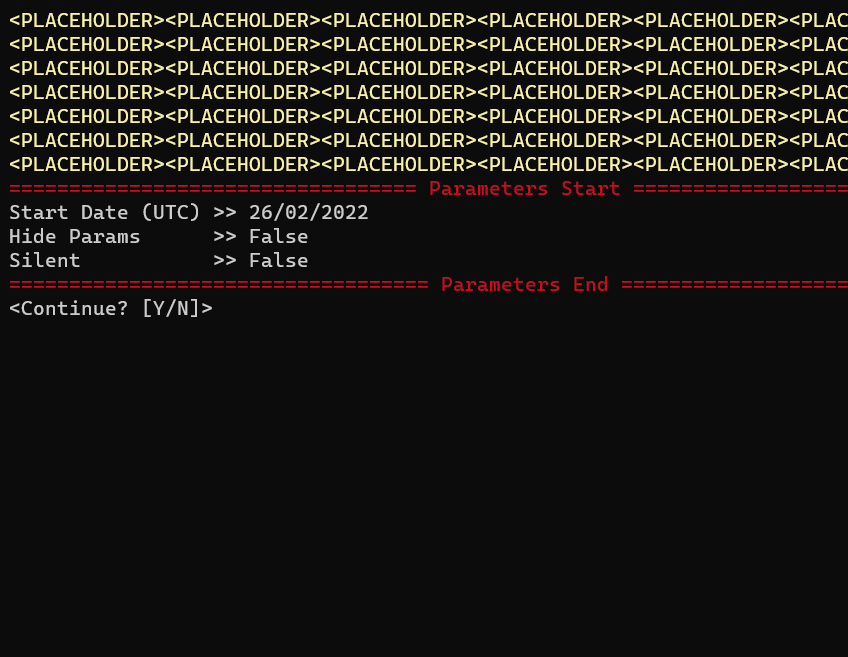 <PLACEHOLDER><PLACEHOLDER><PLACEHOLDER><PLACEHOLDER><PLACEHOLDER><PLAC
<PLACEHOLDER><PLACEHOLDER><PLACEHOLDER><PLACEHOLDER><PLACEHOLDER><PLAC
<PLACEHOLDER><PLACEHOLDER><PLACEHOLDER><PLACEHOLDER><PLACEHOLDER><PLAC
<PLACEHOLDER><PLACEHOLDER><PLACEHOLDER><PLACEHOLDER><PLACEHOLDER><PLAC
<PLACEHOLDER><PLACEHOLDER><PLACEHOLDER><PLACEHOLDER><PLACEHOLDER><PLAC
<PLACEHOLDER><PLACEHOLDER><PLACEHOLDER><PLACEHOLDER><PLACEHOLDER><PLAC
<PLACEHOLDER><PLACEHOLDER><PLACEHOLDER><PLACEHOLDER><PLACEHOLDER><PLAC
================================== Parameters Start ==================
Start Date (UTC) >> 26/02/2022
Hide Params      >> False
Silent           >> False
=================================== Parameters End ===================
<Continue? [Y/N]>